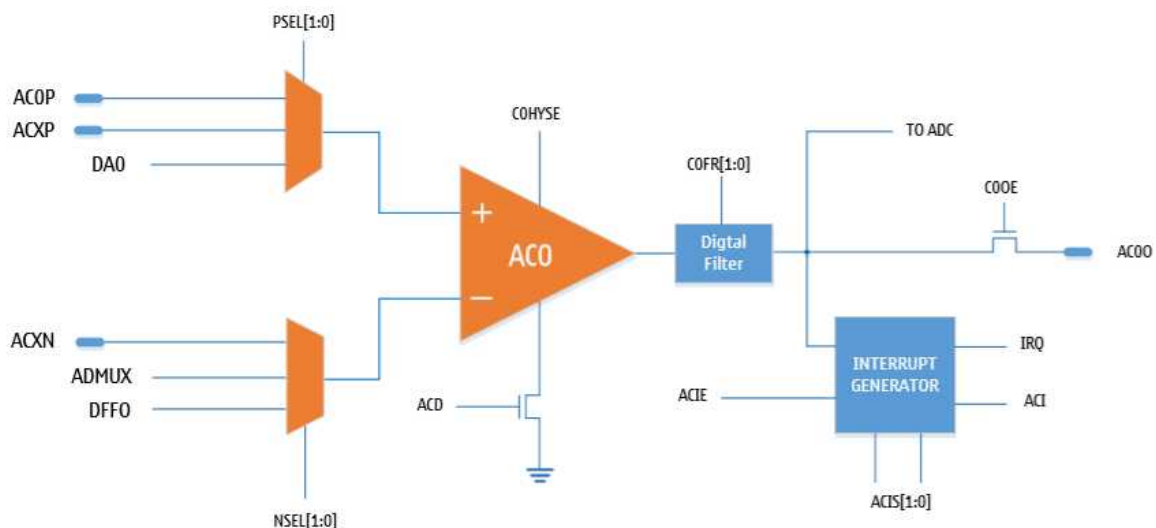 PSEL[1:0]
AC0P
ACXP
DA0
C0HYSE
TO ADC
C0FR[1:0]
C0OE
+
AC0
Digtal
Filter
AC0O
−
ACXN
ADMUX
DFFO
ACD
ACIE
INTERRUPT
GENERATOR
IRQ
ACI
ACIS[1:0]
NSEL[1:0]